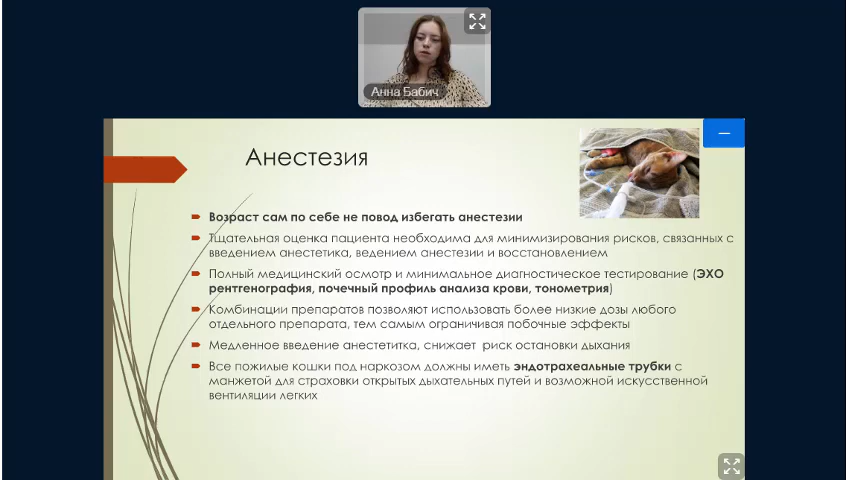 Анна Бабич
Анестезия
Возраст сам по себе не повод избегать анестезии
Тщательная оценка пациента необходима для минимизирования рисков, связанных с
введением анестетика, ведением анестезии и восстановлением
Полный медицинский осмотр и минимальное диагностическое тестирование (ЭХО
рентгенография, почечный профиль анализа крови, тонометрия)
Комбинации препаратов позволяют использовать более низкие дозы любого
отдельного препарата, тем самым ограничивая побочные эффекты
Медленное введение анестетитка, снижает риск остановки дыхания
Все пожилые кошки под наркозом должны иметь эндотрахеальные трубки с
манжетой для страховки открытых дыхательных путей и возможной искусственной
вентиляции легких